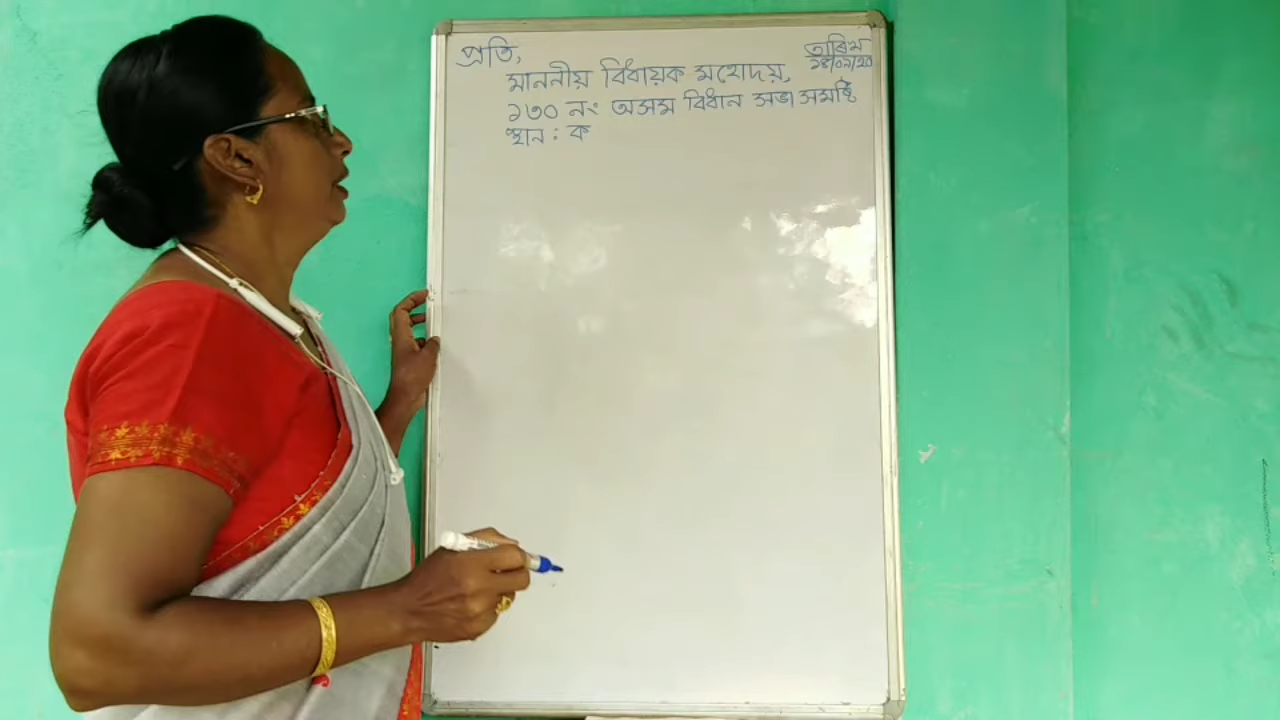 প্ৰতি,
তাৰিখ
মাননীয় বিধায়ক মহোদয়,
১৩০ নং অসম বিধান সভা সমষ্টি
স্থান : ক